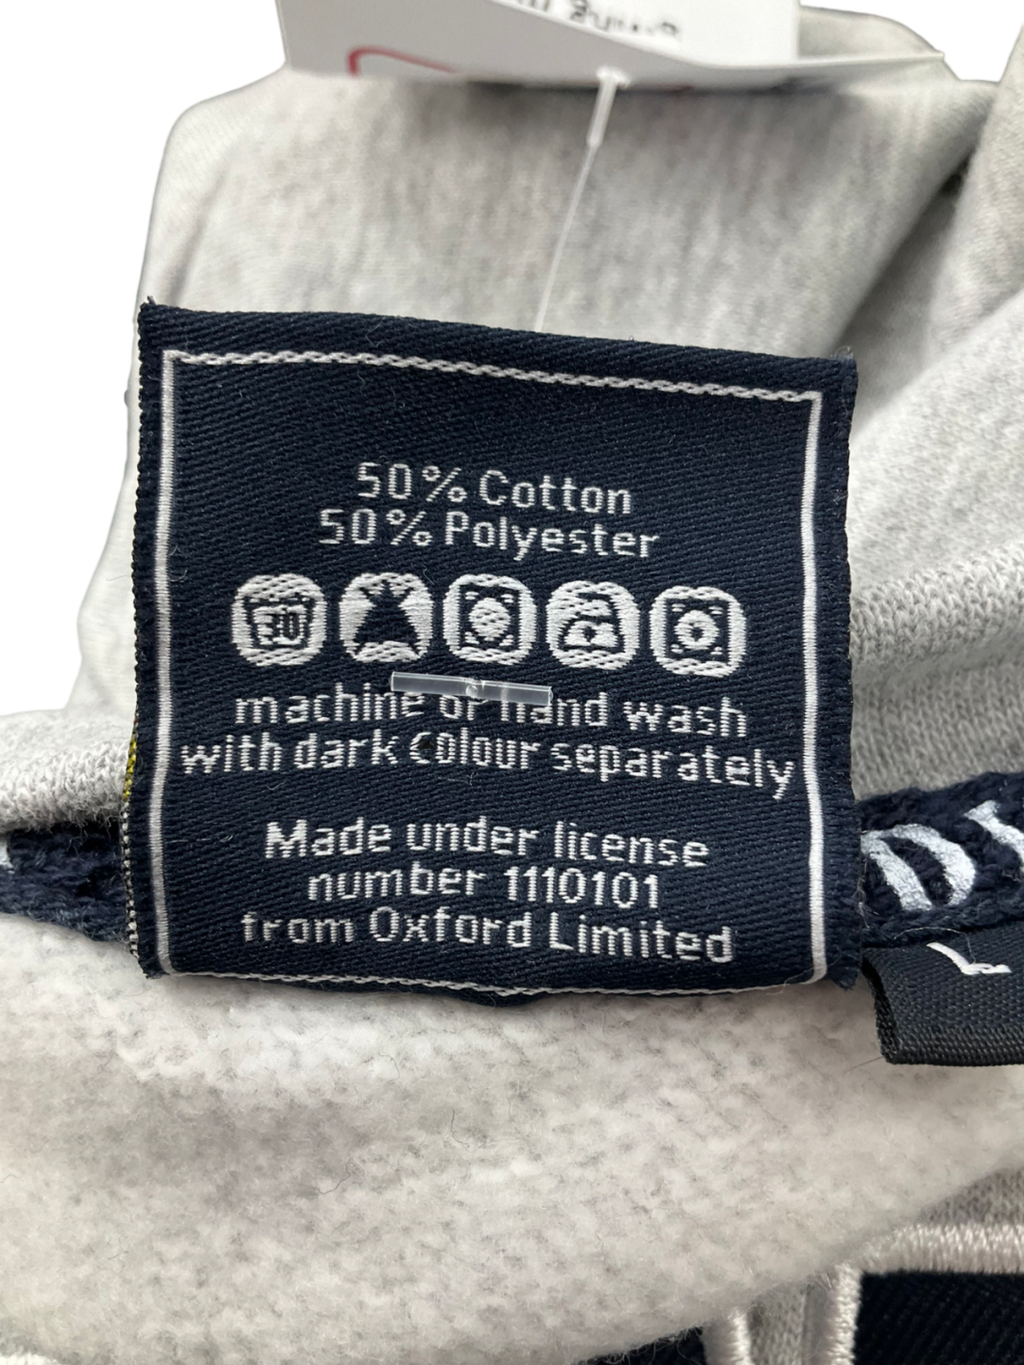 50% Cotton
50% Polyester
30
machine or hand wash
with dark colour separately
Made under license
number 1110101
from Oxford Limited
L